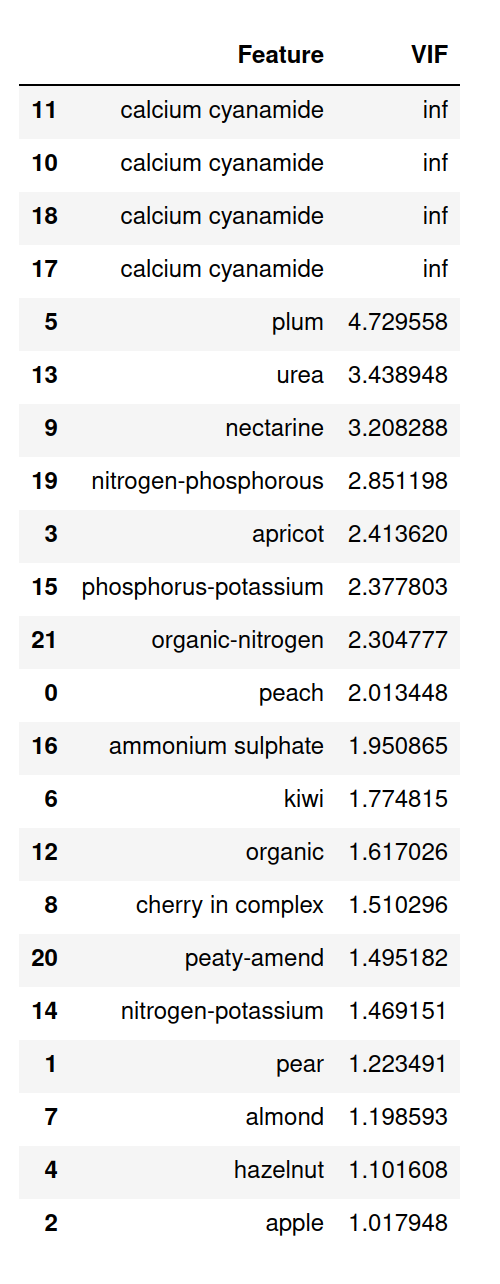 Feature VIF
11 calcium cyanamide inf
10 calcium cyanamide inf
18 calcium cyanamide inf
17 calcium cyanamide inf
5 plum 4.729558
13 urea 3.438948
9 nectarine 3.208288
19 nitrogen-phosphorous 2.851198
3 apricot 2.413620
15 phosphorus-potassium 2.377803
21 organic-nitrogen 2.304777
0 peach 2.013448
16 ammonium sulphate 1.950865
6 kiwi 1.774815
12 organic 1.617026
8 cherry in complex 1.510296
20 peaty-amend 1.495182
14 nitrogen-potassium 1.469151
1 pear 1.223491
7 almond 1.198593
4 hazelnut 1.101608
2 apple 1.017948